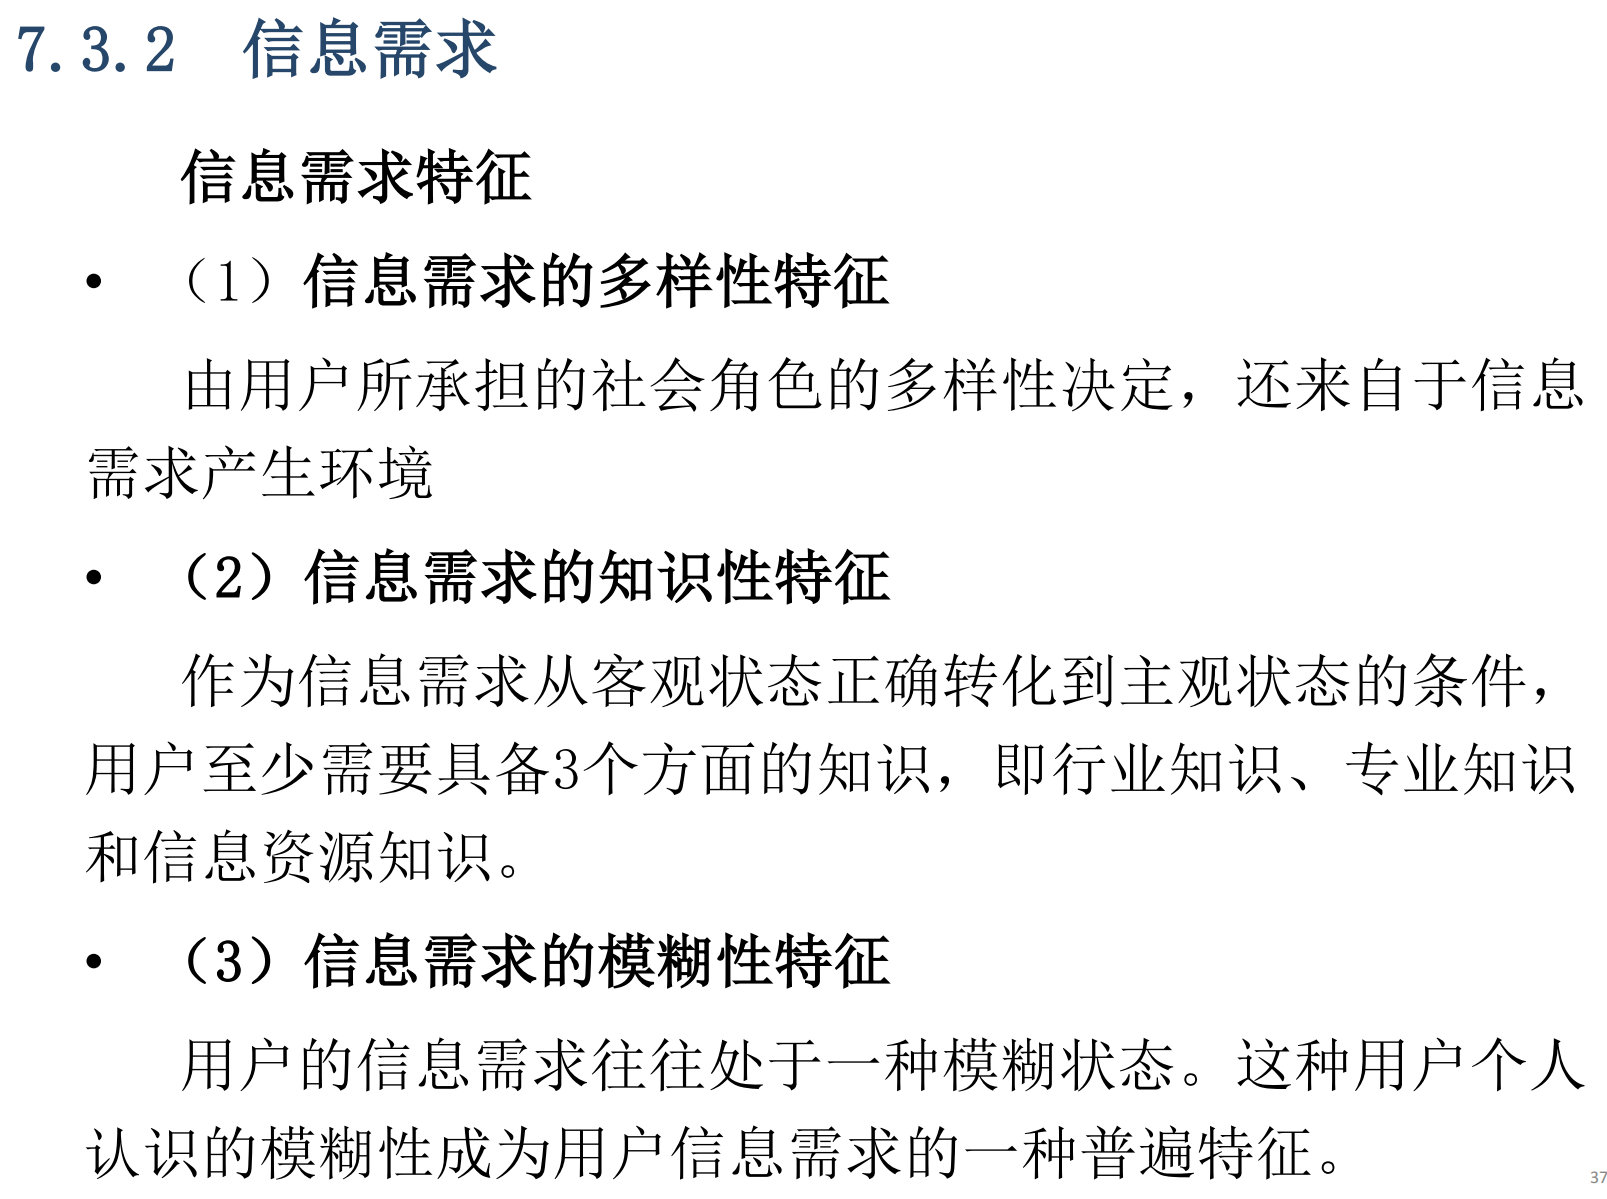 7.3.2 信息需求
信息需求特征
• （1）信息需求的多样性特征
由用户所承担的社会角色的多样性决定，还来自于信息
需求产生环境
• （2）信息需求的知识性特征
作为信息需求从客观状态正确转化到主观状态的条件，
用户至少需要具备3个方面的知识，即行业知识、专业知识
和信息资源知识。
• （3）信息需求的模糊性特征
用户的信息需求往往处于一种模糊状态。这种用户个人
认识的模糊性成为用户信息需求的一种普遍特征。
37